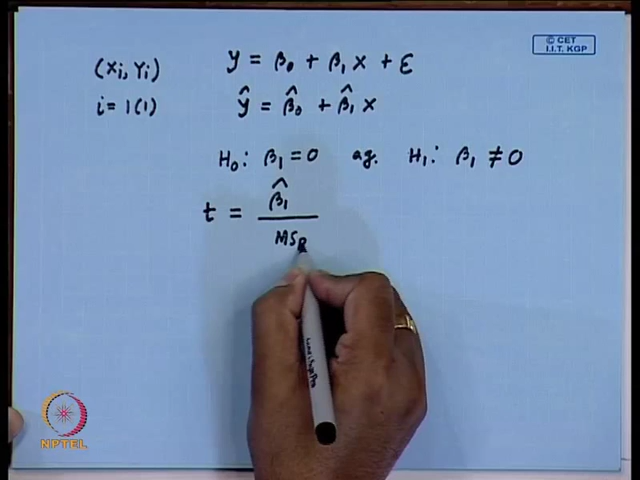 © CET
I.I.T. KGP
(Xi, Yi) y = β₀ + β₁ x + ε
i = 1(1) ŷ = β̂₀ + β̂₁ x
H₀: β₁ = 0 ag. H₁: β₁ ≠ 0
t = β̂₁
MS
NPTEL